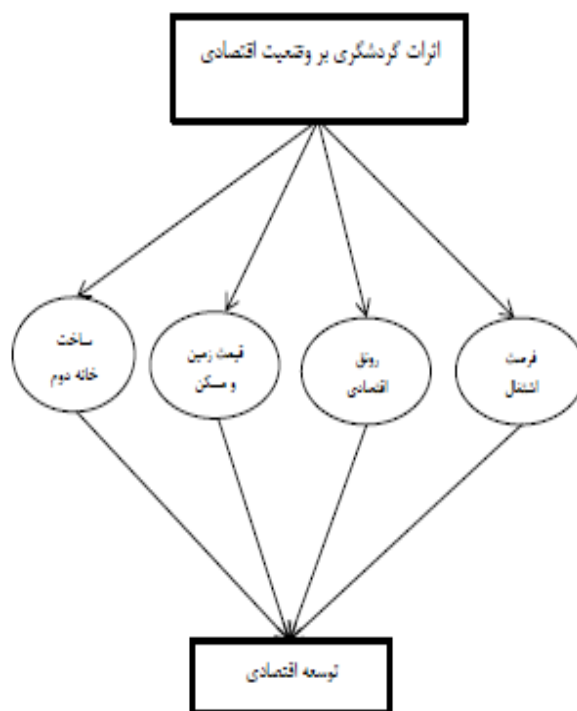 اثرات گردشگری بر وضعیت اقتصادی
فرصت
اشتغال
رونق
اقتصادی
قیمت زمین
و مسکن
ساخت
خانه دوم
توسعه اقتصادی